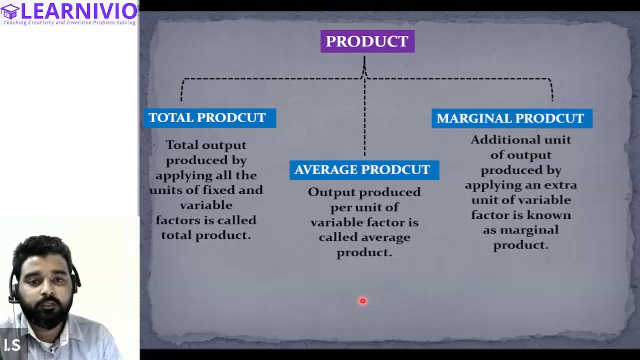 LEARNIVIO
Teaching Creativity and Inventive Problem Solving
PRODUCT
TOTAL PRODCUT
Total output
produced by
applying all the
units of fixed and
variable
factors is called
total product.
AVERAGE PRODCUT
Output produced
per unit of
variable factor is
called average
product.
MARGINAL PRODCUT
Additional unit
of output
produced by
applying an extra
unit of variable
factor is known
as marginal
product.
I.S